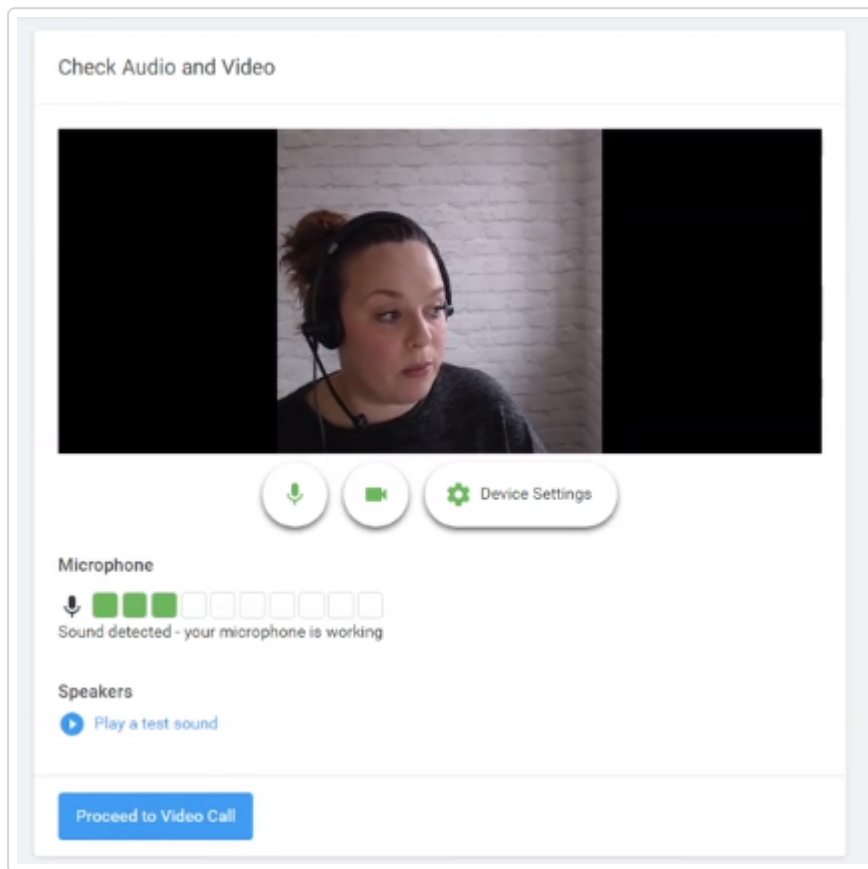 Check Audio and Video
Device Settings
Microphone
Sound detected - your microphone is working
Speakers
Play a test sound
Proceed to Video Call